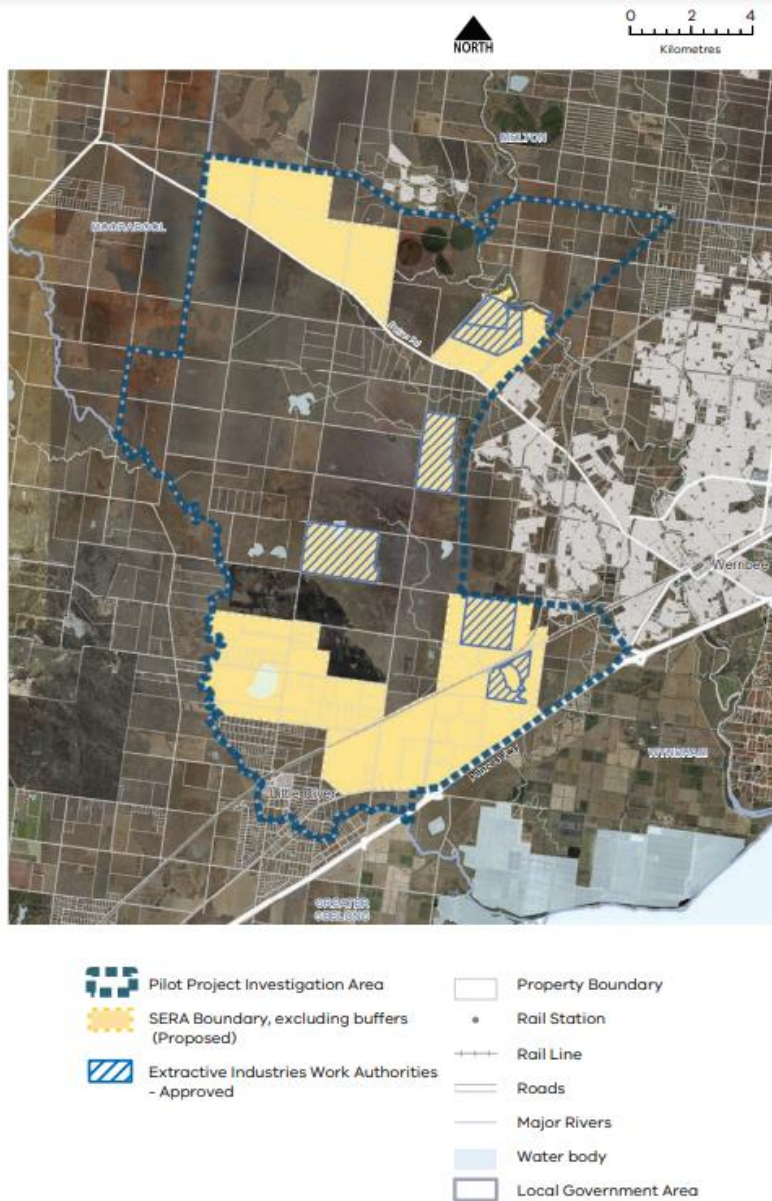 0 2 4
Kilometres
NORTH
MELTON
MOORABOOL
Werribee
WYNDHAM
Little River
GREATER
GEELONG
Pilot Project Investigation Area
SERA Boundary, excluding buffers
(Proposed)
Extractive Industries Work Authorities
- Approved
Property Boundary
Rail Station
Rail Line
Roads
Major Rivers
Water body
Local Government Area